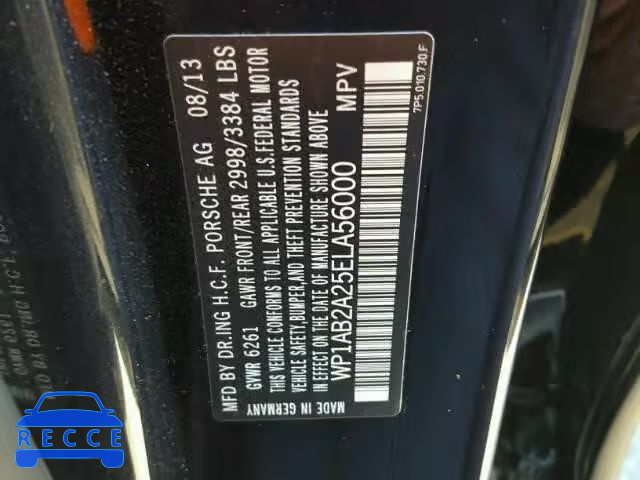 MFD BY DR.ING H.C.F. PORSCHE AG 08/13
GVWR 6261 GAWR FRONT/REAR 2998/3384 LBS
THIS VEHICLE CONFORMS TO ALL APPLICABLE U.S.FEDERAL MOTOR
VEHICLE SAFETY,BUMPER,AND THEFT PREVENTION STANDARDS
IN EFFECT ON THE DATE OF MANUFACTURE SHOWN ABOVE
WP1AB2A25ELA56000 MPV
MADE IN GERMANY
7P5.010.730.F
RECCE